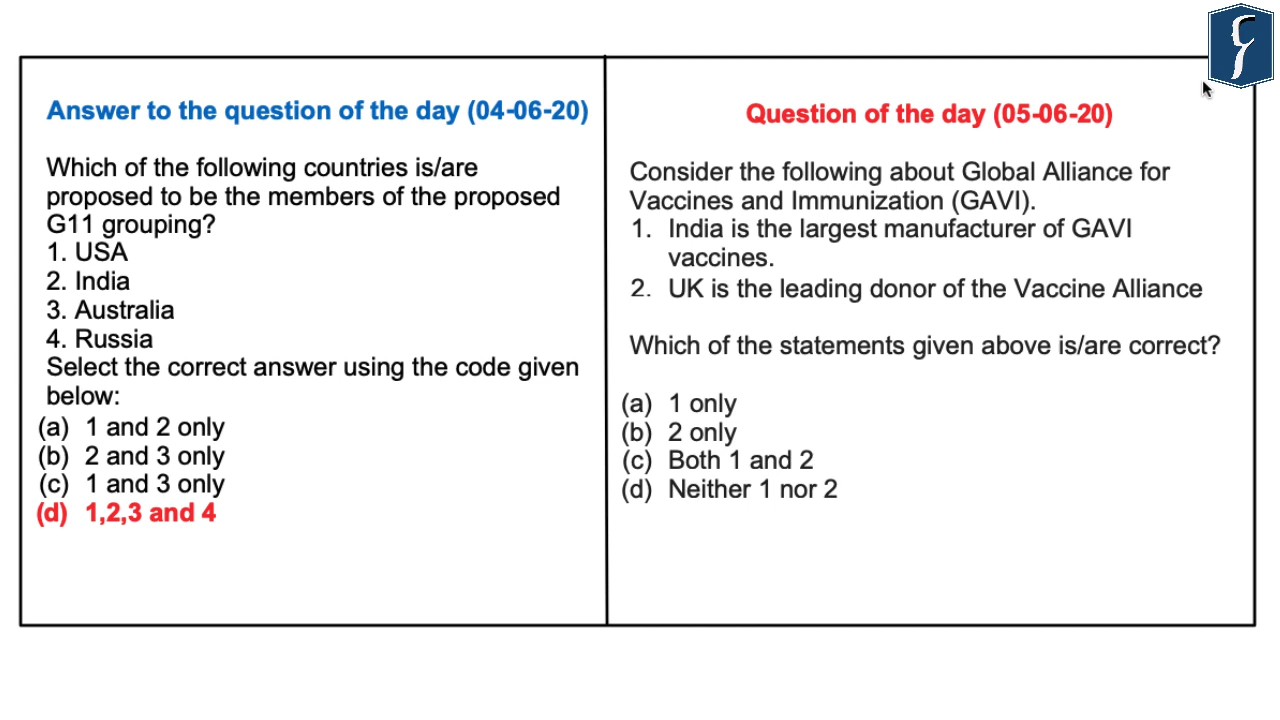 Answer to the question of the day (04-06-20)
Which of the following countries is/are
proposed to be the members of the proposed
G11 grouping?
1. USA
2. India
3. Australia
4. Russia
Select the correct answer using the code given
below:
(a) 1 and 2 only
(b) 2 and 3 only
(c) 1 and 3 only
(d) 1,2,3 and 4
Question of the day (05-06-20)
Consider the following about Global Alliance for
Vaccines and Immunization (GAVI).
1. India is the largest manufacturer of GAVI
vaccines.
2. UK is the leading donor of the Vaccine Alliance
Which of the statements given above is/are correct?
(a) 1 only
(b) 2 only
(c) Both 1 and 2
(d) Neither 1 nor 2